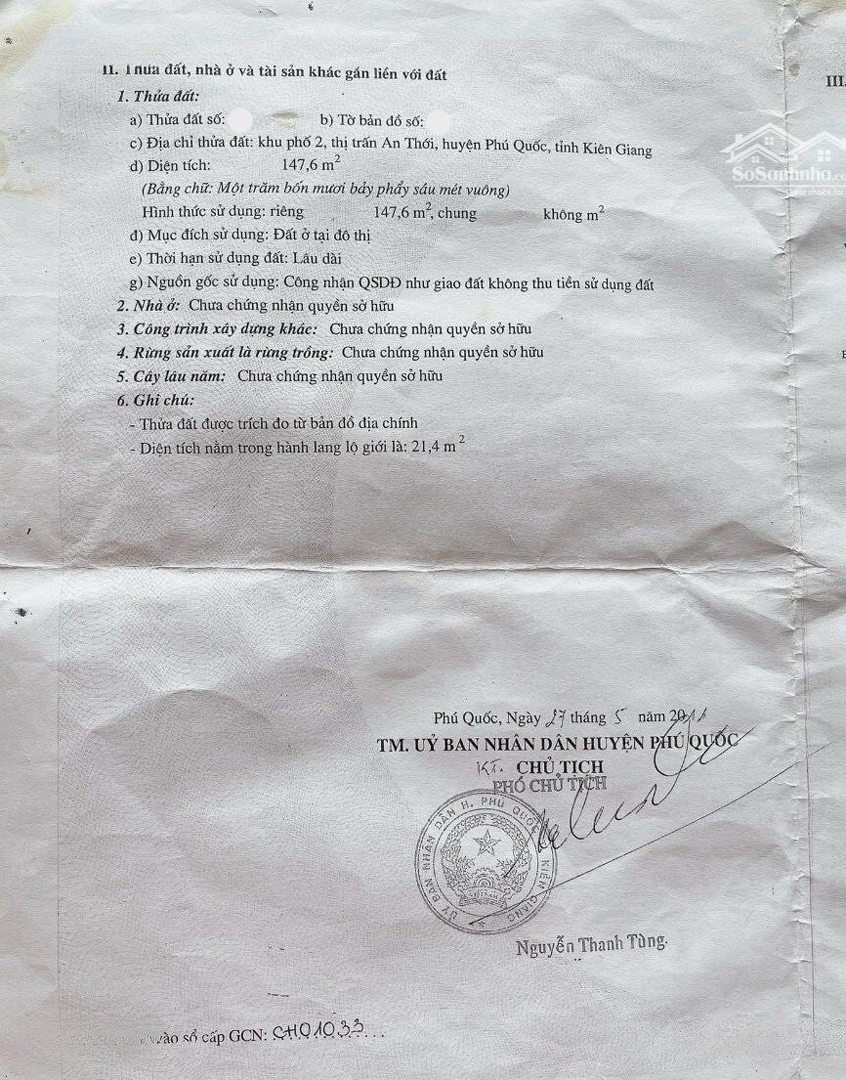 II. Thửa đất, nhà ở và tài sản khác gắn liền với đất
III.
1. Thửa đất:
a) Thửa đất số: b) Tờ bản đồ số:
c) Địa chỉ thửa đất: khu phố 2, thị trấn An Thới, huyện Phú Quốc, tỉnh Kiên Giang
SoSanhnha.co
d) Diện tích: 147,6 m²
(Bằng chữ: Một trăm bốn mươi bảy phẩy sáu mét vuông)
Hình thức sử dụng: riêng 147,6 m², chung không m²
đ) Mục đích sử dụng: Đất ở tại đô thị
e) Thời hạn sử dụng đất: Lâu dài
g) Nguồn gốc sử dụng: Công nhận QSDĐ như giao đất không thu tiền sử dụng đất
2. Nhà ở: Chưa chứng nhận quyền sở hữu
3. Công trình xây dựng khác: Chưa chứng nhận quyền sở hữu
4. Rừng sản xuất là rừng trồng: Chưa chứng nhận quyền sở hữu
5. Cây lâu năm: Chưa chứng nhận quyền sở hữu
6. Ghi chú:
- Thửa đất được trích đo từ bản đồ địa chính
- Diện tích nằm trong hành lang lộ giới là: 21,4 m²
Phú Quốc, Ngày 27 tháng 5 năm
TM. UỶ BAN NHÂN DÂN HUYỆN PHÚ QUỐC
KT. CHỦ TỊCH
PHÓ CHỦ TỊCH
ỦY BAN NHÂN DÂN H. PHÚ QUỐC
KIÊN GIANG
Nguyễn Thanh Tùng
vào sổ cấp GCN: CH01033